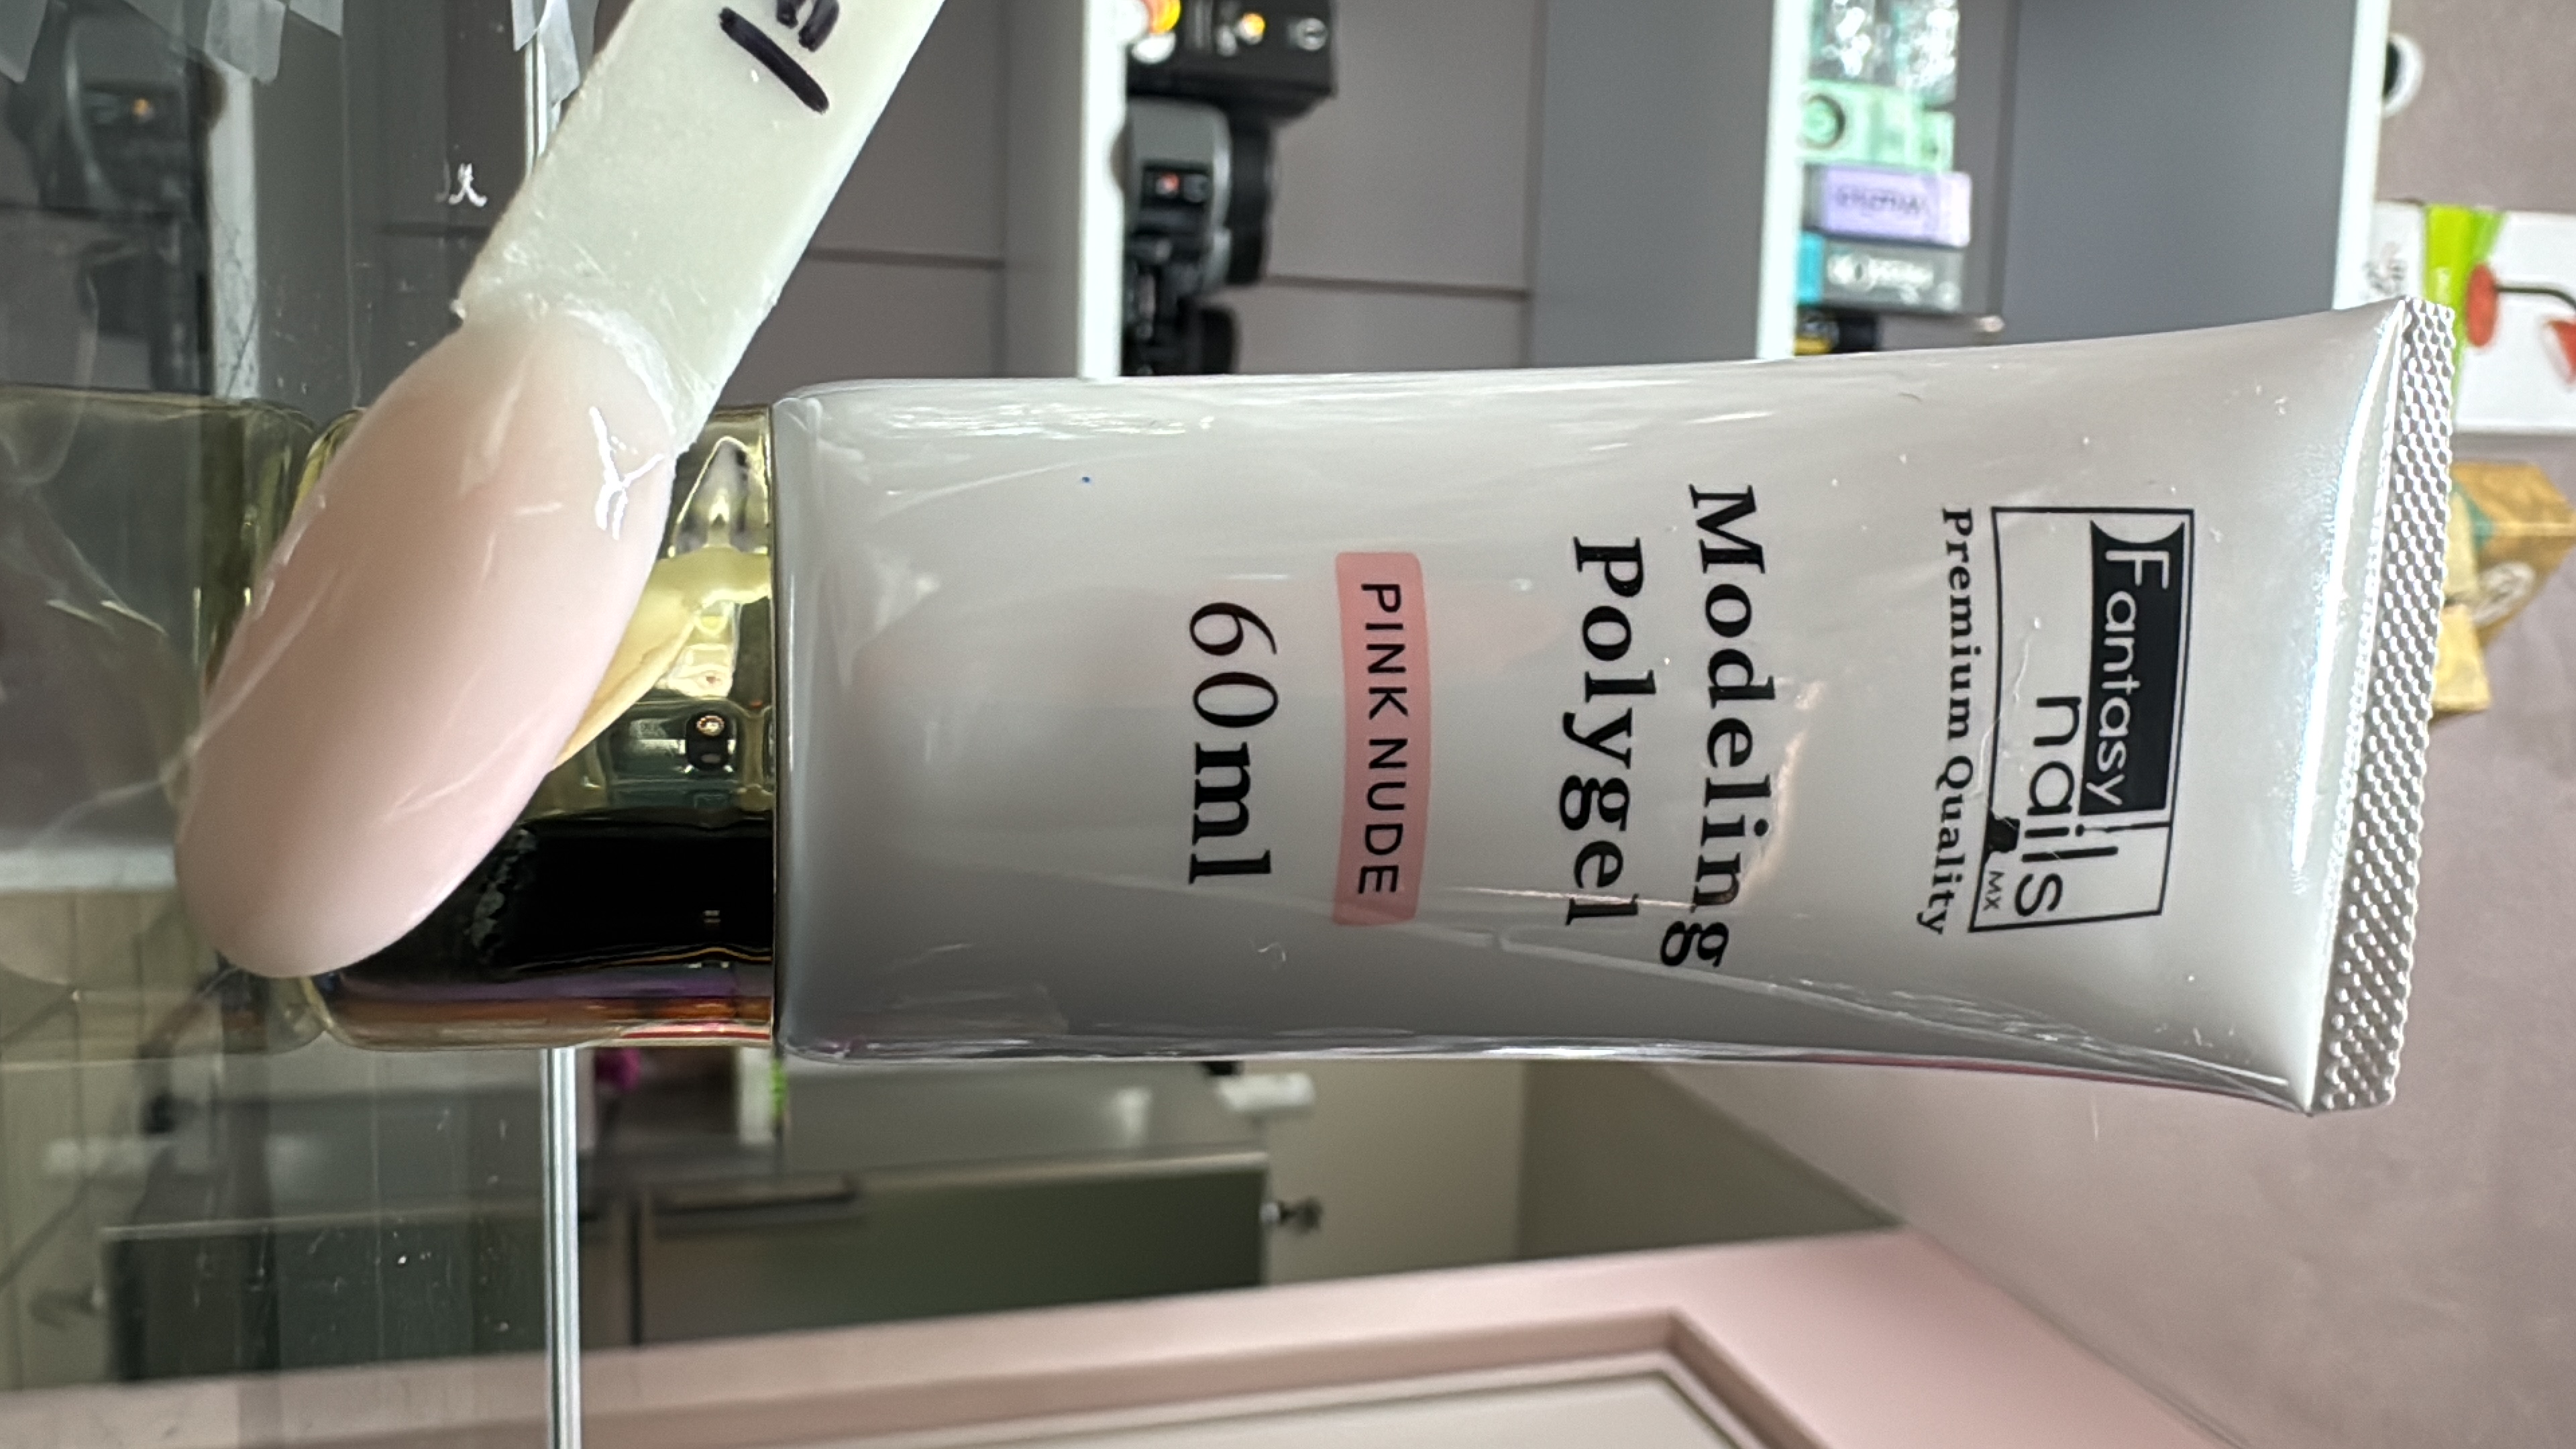 Fantasy
nails
MX
Premium Quality
Modeling
Polygel
PINK NUDE
60ml